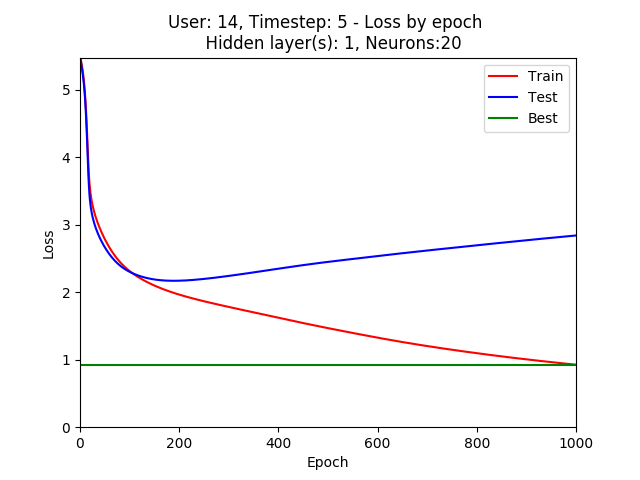 User: 14, Timestep: 5 - Loss by epoch
Hidden layer(s): 1, Neurons:20
Train
Test
Best
Loss
5
4
3
2
1
0
0 200 400 600 800 1000
Epoch